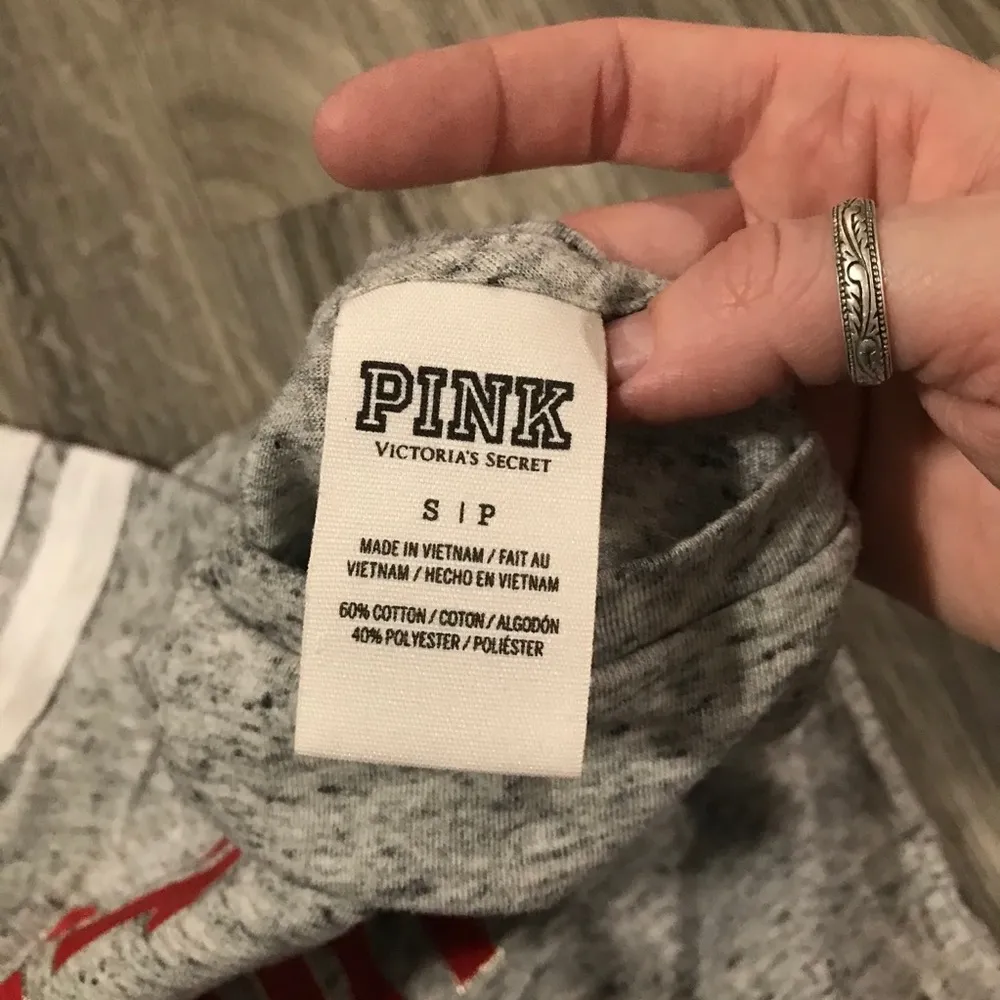 PINK
VICTORIA'S SECRET
S | P
MADE IN VIETNAM / FAIT AU
VIETNAM / HECHO EN VIETNAM
60% COTTON / COTON / ALGODÓN
40% POLYESTER / POLIÉSTER